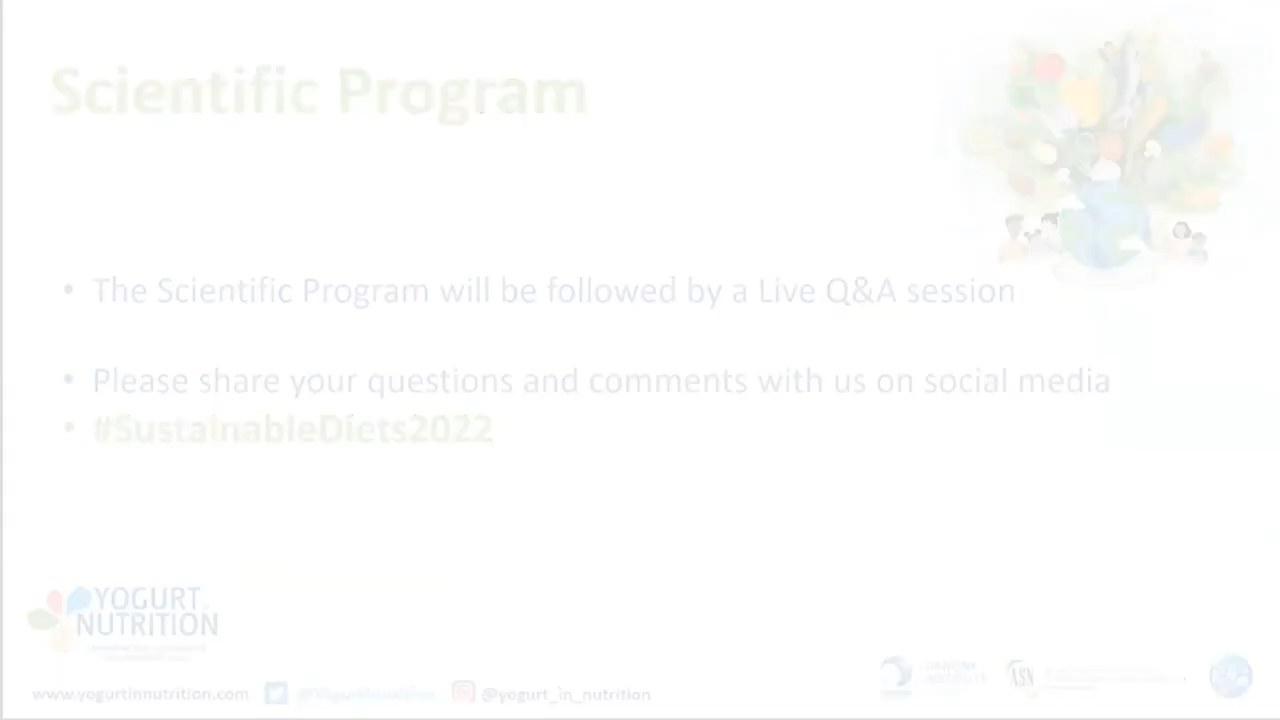 Scientific Program
• The Scientific Program will be followed by a Live Q&A session
• Please share your questions and comments with us on social media
• #SustainableDiets2022
YOGURT
NUTRITION
www.yogurtinnutrition.com @yogurt_in_nutrition
ASN